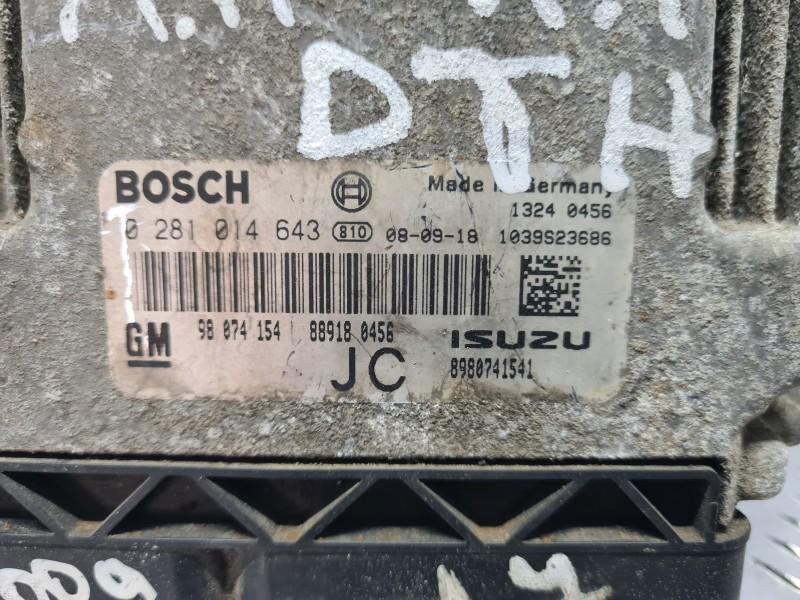 DTH
BOSCH Made in Germany
0 281 014 643 810 08-09-18 1324 0456
1039S23686
GM 98 074 154 88918 0456 ISUZU
JC 8980741541